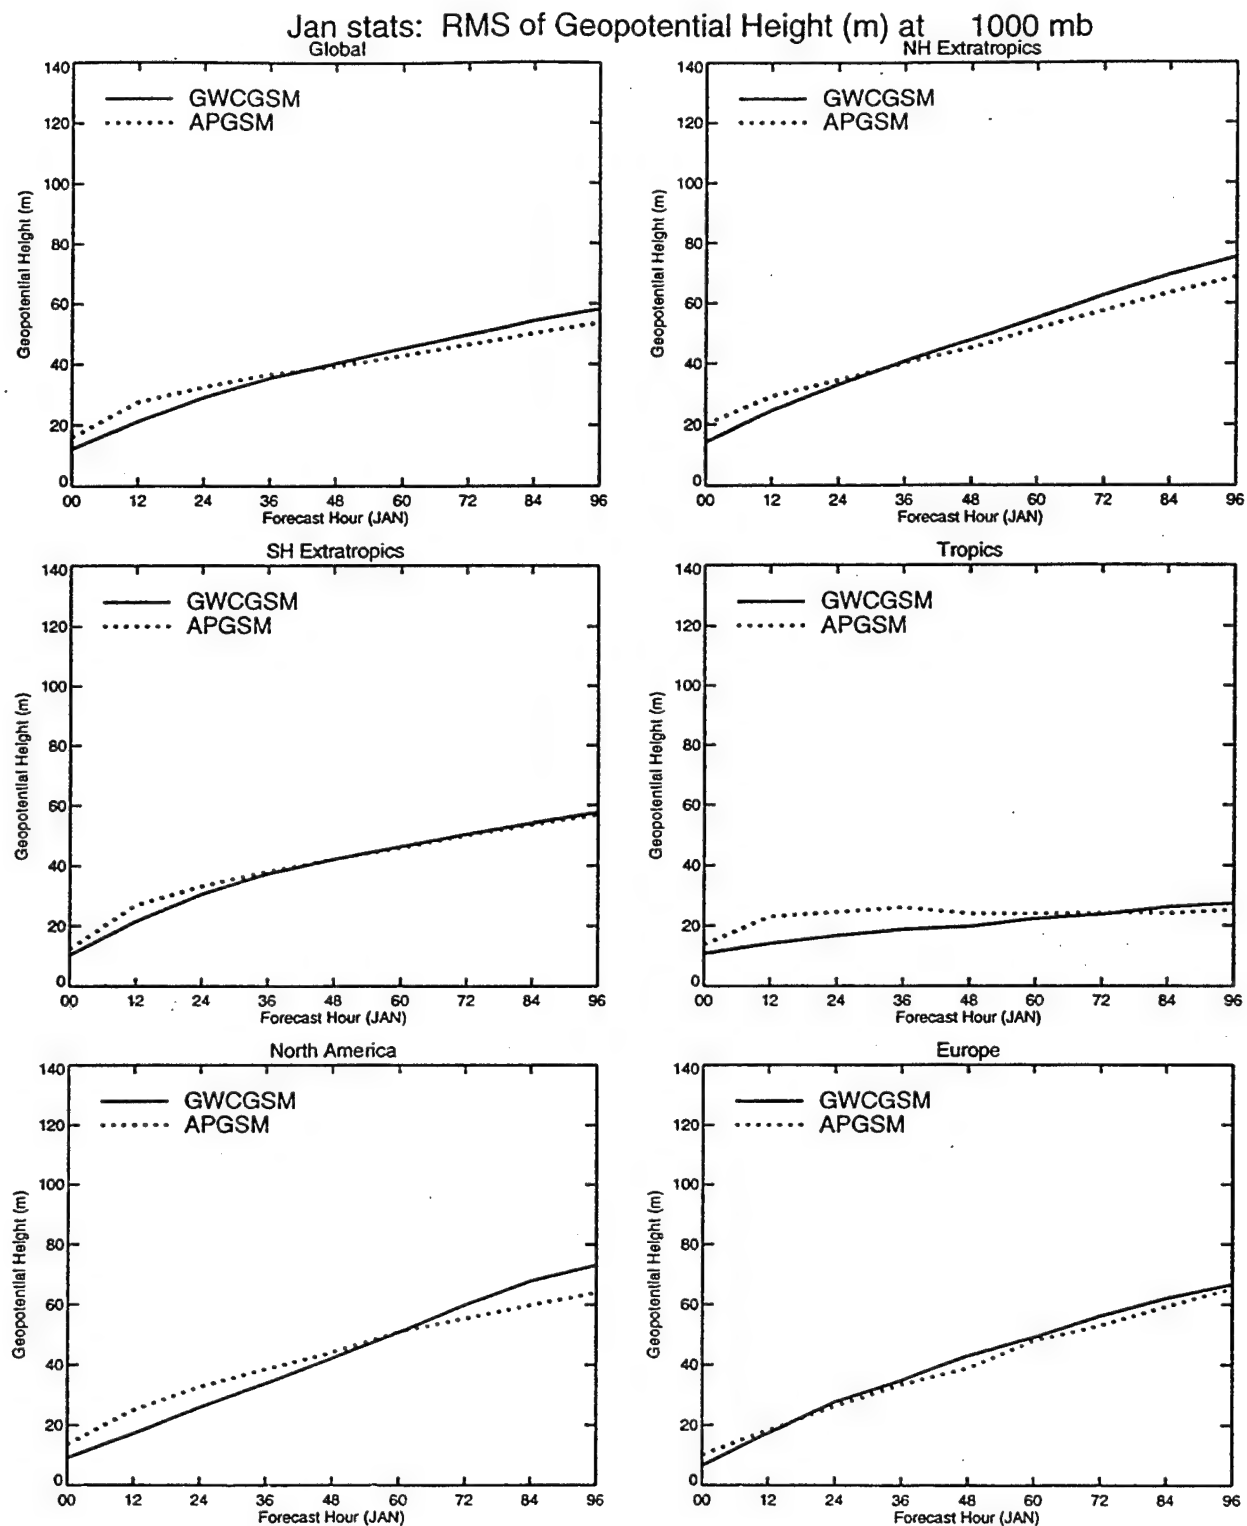 Jan stats: RMS of Geopotential Height (m) at 1000 mb
Global
140
120
100
80
60
40
20
0
Geopotential Height (m)
GWCGSM
APGSM
00 12 24 36 48 60 72 84 96
Forecast Hour (JAN)
NH Extratropics
140
120
100
80
60
40
20
0
Geopotential Height (m)
GWCGSM
APGSM
00 12 24 36 48 60 72 84 96
Forecast Hour (JAN)
SH Extratropics
140
120
100
80
60
40
20
0
Geopotential Height (m)
GWCGSM
APGSM
00 12 24 36 48 60 72 84 96
Forecast Hour (JAN)
Tropics
140
120
100
80
60
40
20
0
Geopotential Height (m)
GWCGSM
APGSM
00 12 24 36 48 60 72 84 96
Forecast Hour (JAN)
North America
140
120
100
80
60
40
20
0
Geopotential Height (m)
GWCGSM
APGSM
00 12 24 36 48 60 72 84 96
Forecast Hour (JAN)
Europe
140
120
100
80
60
40
20
0
Geopotential Height (m)
GWCGSM
APGSM
00 12 24 36 48 60 72 84 96
Forecast Hour (JAN)